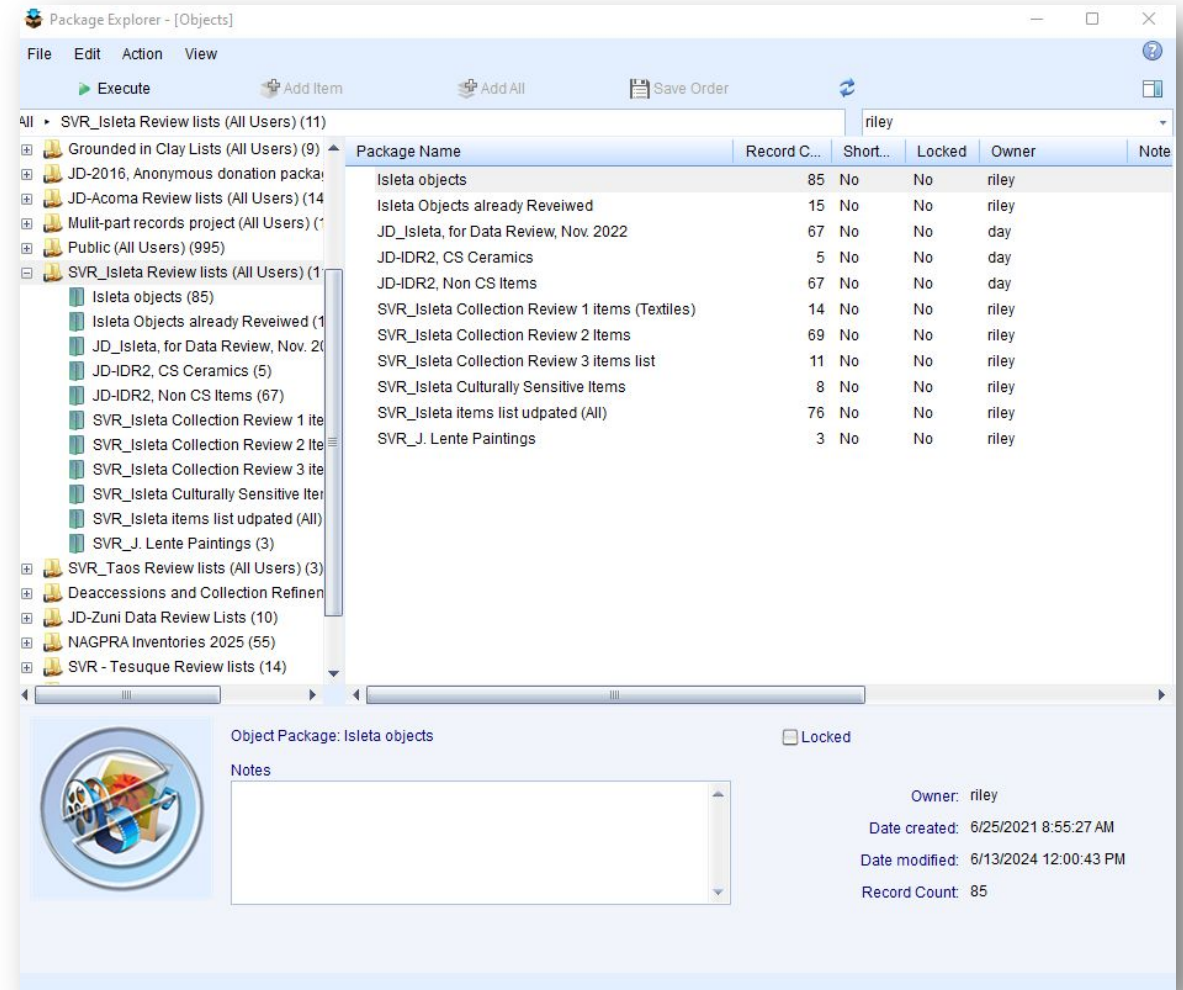 Package Explorer - [Objects]
File Edit Action View
Execute Add Item Add All Save Order
All ▸ SVR_Isleta Review lists (All Users) (11) riley
Grounded in Clay Lists (All Users) (9)
JD-2016, Anonymous donation packag
JD-Acoma Review lists (All Users) (14
Mulit-part records project (All Users) (1
Public (All Users) (995)
SVR_Isleta Review lists (All Users) (11
Isleta objects (85)
Isleta Objects already Reveiwed (1
JD_Isleta, for Data Review, Nov. 20
JD-IDR2, CS Ceramics (5)
JD-IDR2, Non CS Items (67)
SVR_Isleta Collection Review 1 ite
SVR_Isleta Collection Review 2 Ite
SVR_Isleta Collection Review 3 ite
SVR_Isleta Culturally Sensitive Iter
SVR_Isleta items list udpated (All)
SVR_J. Lente Paintings (3)
SVR_Taos Review lists (All Users) (3)
Deaccessions and Collection Refinen
JD-Zuni Data Review Lists (10)
NAGPRA Inventories 2025 (55)
SVR - Tesuque Review lists (14)
Package Name Record C... Short... Locked Owner Note
Isleta objects 85 No No riley
Isleta Objects already Reveiwed 15 No No riley
JD_Isleta, for Data Review, Nov. 2022 67 No No day
JD-IDR2, CS Ceramics 5 No No day
JD-IDR2, Non CS Items 67 No No day
SVR_Isleta Collection Review 1 items (Textiles) 14 No No riley
SVR_Isleta Collection Review 2 Items 69 No No riley
SVR_Isleta Collection Review 3 items list 11 No No riley
SVR_Isleta Culturally Sensitive Items 8 No No riley
SVR_Isleta items list udpated (All) 76 No No riley
SVR_J. Lente Paintings 3 No No riley
Object Package: Isleta objects
Locked
Notes
Owner: riley
Date created: 6/25/2021 8:55:27 AM
Date modified: 6/13/2024 12:00:43 PM
Record Count: 85